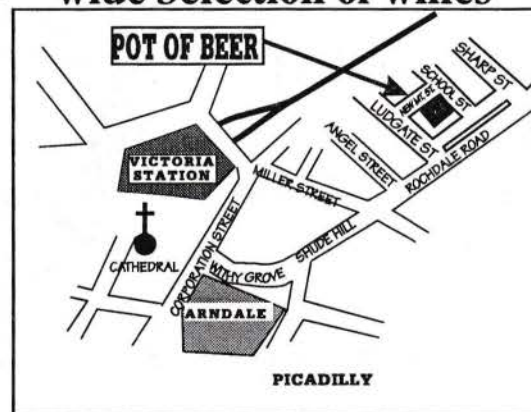 wide Selection of wines
POT OF BEER
SHARP ST
SCHOOL ST
NEW MT. ST.
LUDGATE ST
ANGEL STREET
ROCHDALE ROAD
VICTORIA
STATION
MILLER STREET
CORPORATION STREET
SHUDE HILL
WITHY GROVE
CATHEDRAL
ARNDALE
PICADILLY